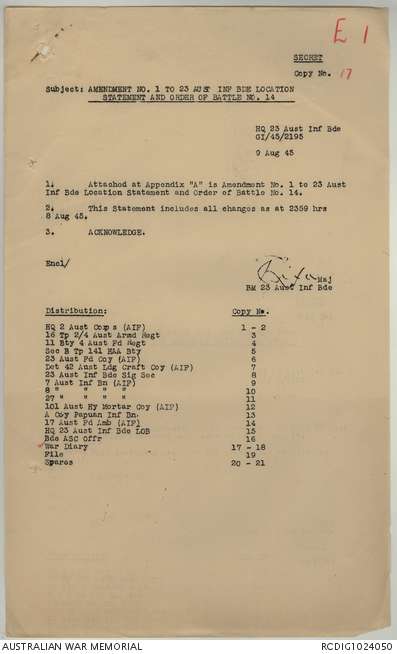 E 1
SECRET
Copy No. 17
Subject: AMENDMENT NO. 1 TO 23 AUST INF BDE LOCATION
STATEMENT AND ORDER OF BATTLE NO. 14
HQ 23 Aust Inf Bde
GI/45/2195
9 Aug 45
1. Attached at Appendix "A" is Amendment No. 1 to 23 Aust
Inf Bde Location Statement and Order of Battle No. 14.
2. This Statement includes all changes as at 2359 hrs
8 Aug 45.
3. ACKNOWLEDGE.
Encl/
Maj
BM 23 Aust Inf Bde
Distribution: Copy No.
HQ 2 Aust Corps (AIF) 1 - 2
16 Tp 2/4 Aust Armd Regt 3
11 Bty 4 Aust Fd Regt 4
Sec B Tp 141 HAA Bty 5
23 Aust Fd Coy (AIF) 6
Det 42 Aust Ldg Craft Coy (AIF) 7
23 Aust Inf Bde Sig Sec 8
7 Aust Inf Bn (AIF) 9
8 " " " " 10
27 " " " " 11
101 Aust Hy Mortar Coy (AIF) 12
A Coy Papuan Inf Bn 13
17 Aust Fd Amb (AIF) 14
HQ 23 Aust Inf Bde LOB 15
Bde ASC Offr 16
War Diary 17 - 18
File 19
Spares 20 - 21
AUSTRALIAN WAR MEMORIAL
RCDIG1024050